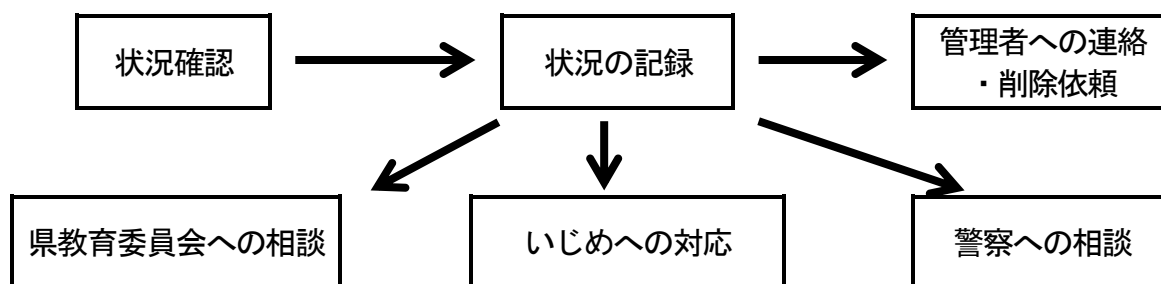 状況確認
状況の記録
管理者への連絡
・削除依頼
県教育委員会への相談
いじめへの対応
警察への相談